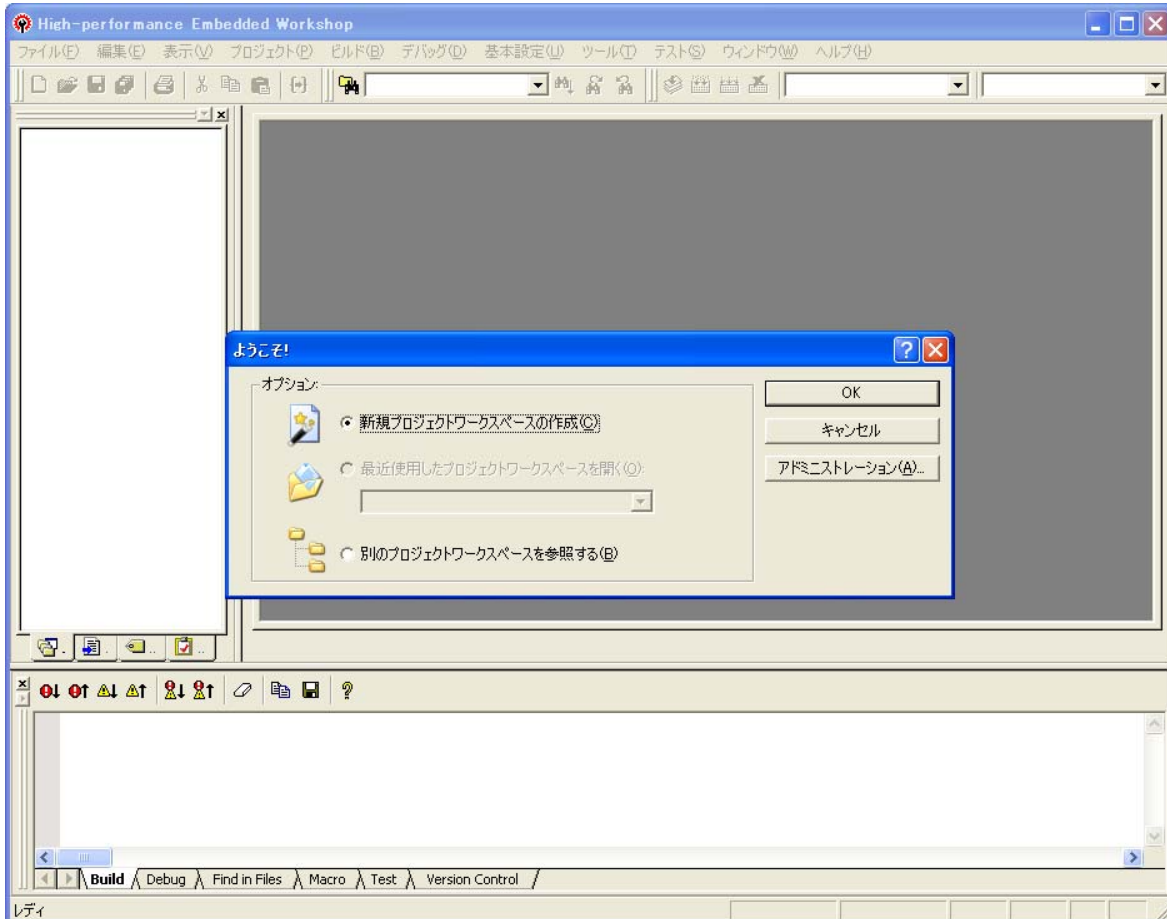 High-performance Embedded Workshop
ファイル(F) 編集(E) 表示(V) プロジェクト(P) ビルド(B) デバッグ(D) 基本設定(U) ツール(T) テスト(S) ウィンドウ(W) ヘルプ(H)
ようこそ!
オプション:
新規プロジェクトワークスペースの作成(C)
最近使用したプロジェクトワークスペースを開く(O):
別のプロジェクトワークスペースを参照する(B)
OK
キャンセル
アドミニストレーション(A)...
Build Debug Find in Files Macro Test Version Control
レディ